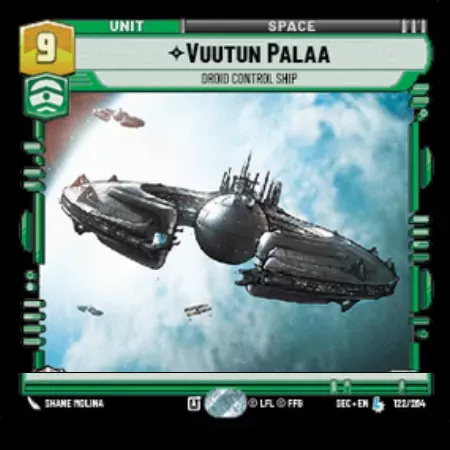 UNIT SPACE
9
VUUTUN PALAA
DROID CONTROL SHIP
SHANE MOLINA © LFL © FFG SEC • EN 122/264